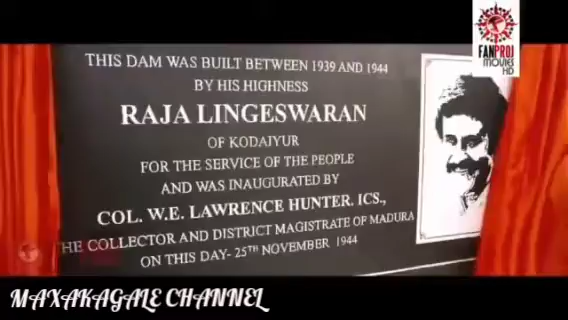 FANPROJ
MOVIES
HD
THIS DAM WAS BUILT BETWEEN 1939 AND 1944
BY HIS HIGHNESS
RAJA LINGESWARAN
OF KODAIYUR
FOR THE SERVICE OF THE PEOPLE
AND WAS INAUGURATED BY
COL. W.E. LAWRENCE HUNTER. ICS.,
THE COLLECTOR AND DISTRICT MAGISTRATE OF MADURA
ON THIS DAY- 25TH NOVEMBER 1944
MAXAKAGALE CHANNEL